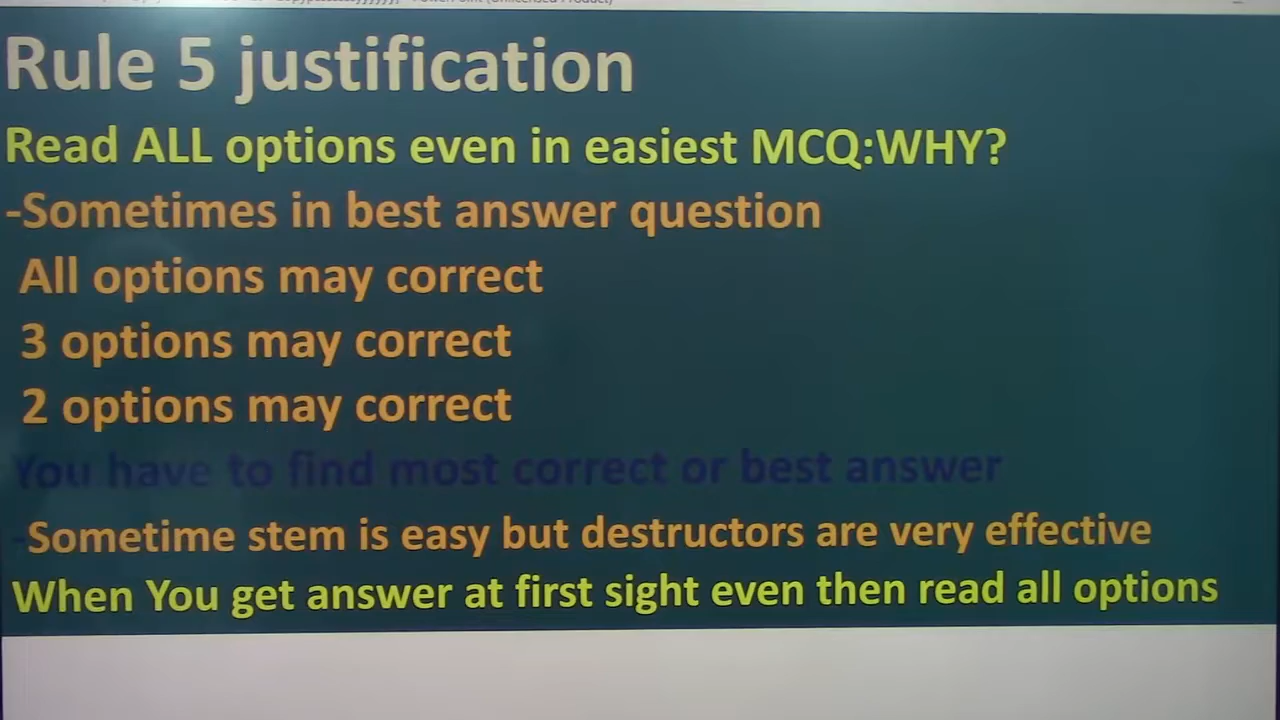 Rule 5 justification
Read ALL options even in easiest MCQ:WHY?
-Sometimes in best answer question
All options may correct
3 options may correct
2 options may correct
You have to find most correct or best answer
-Sometime stem is easy but destructors are very effective
When You get answer at first sight even then read all options